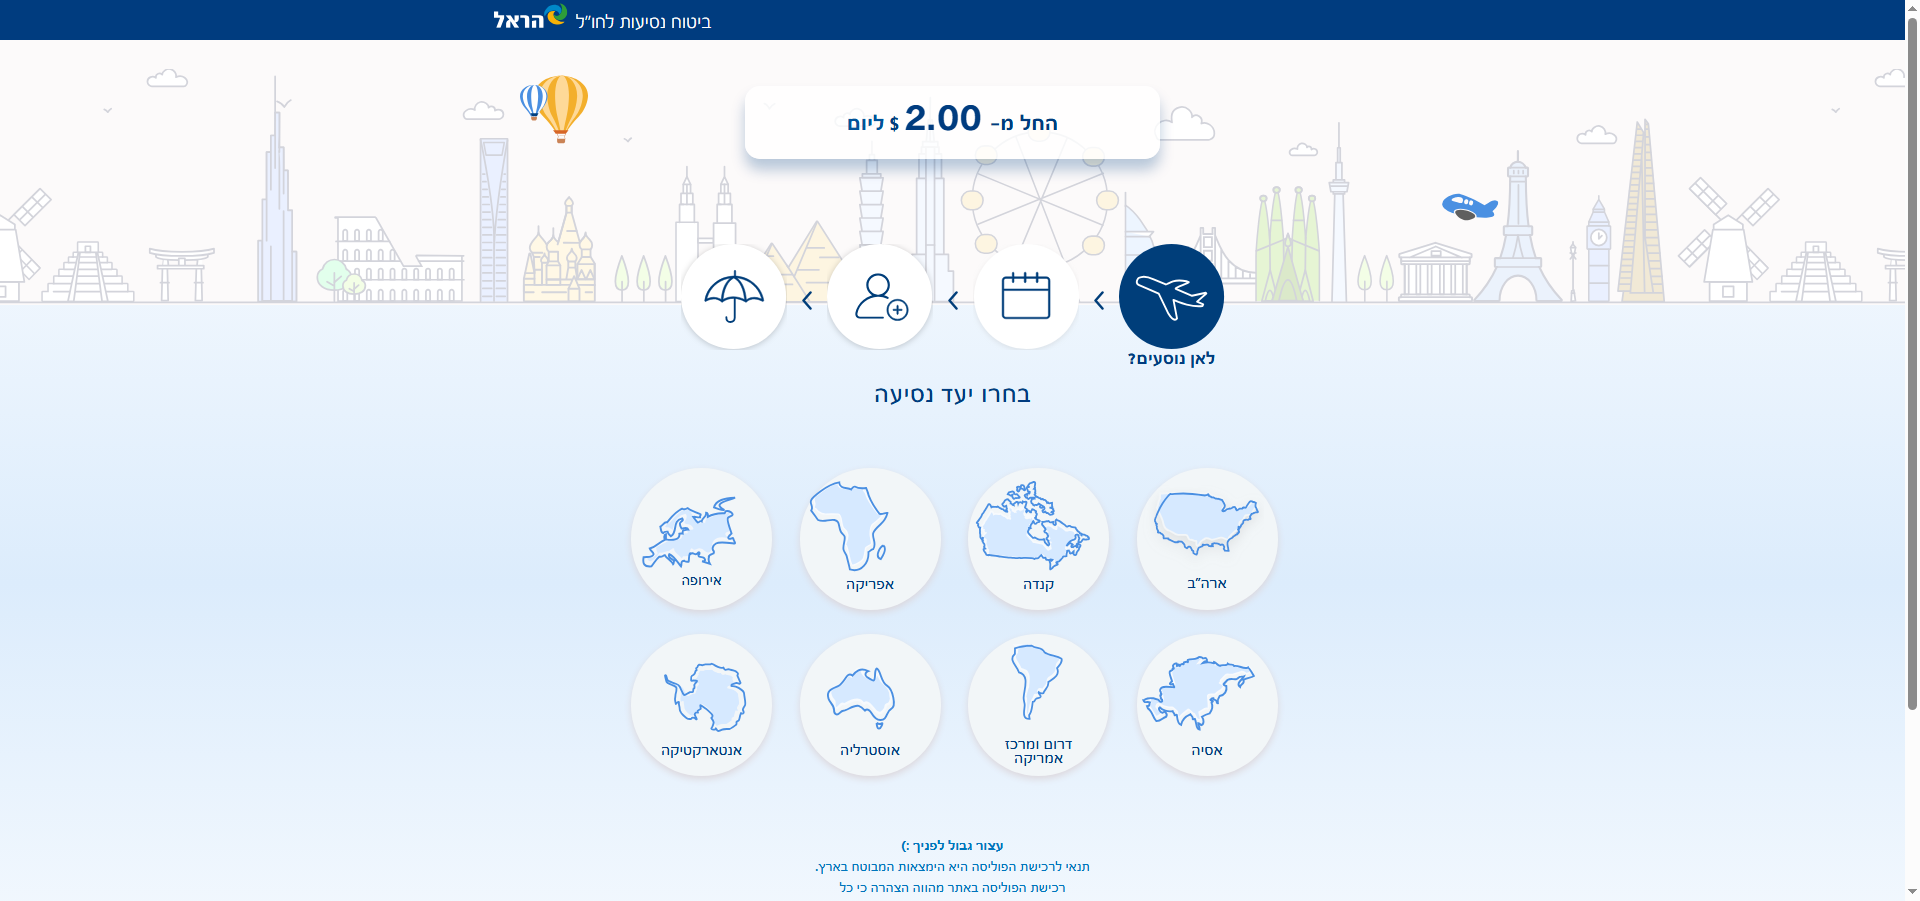 ביטוח נסיעות לחו"ל הראל
החל מ- 2.00 $ ליום
לאן נוסעים?
בחרו יעד נסיעה
ארה"ב
קנדה
אפריקה
אירופה
אסיה
דרום ומרכז
אמריקה
אוסטרליה
אנטארקטיקה
עצור גבול לפניך :)
תנאי לרכישת הפוליסה היא הימצאות המבוטח בארץ.
רכישת הפוליסה באתר מהווה הצהרה כי כל